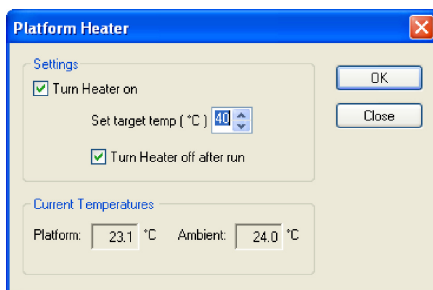 Platform Heater
Settings
Turn Heater on
Set target temp ( °C ) 40
Turn Heater off after run
OK
Close
Current Temperatures
Platform: 23.1 °C Ambient: 24.0 °C